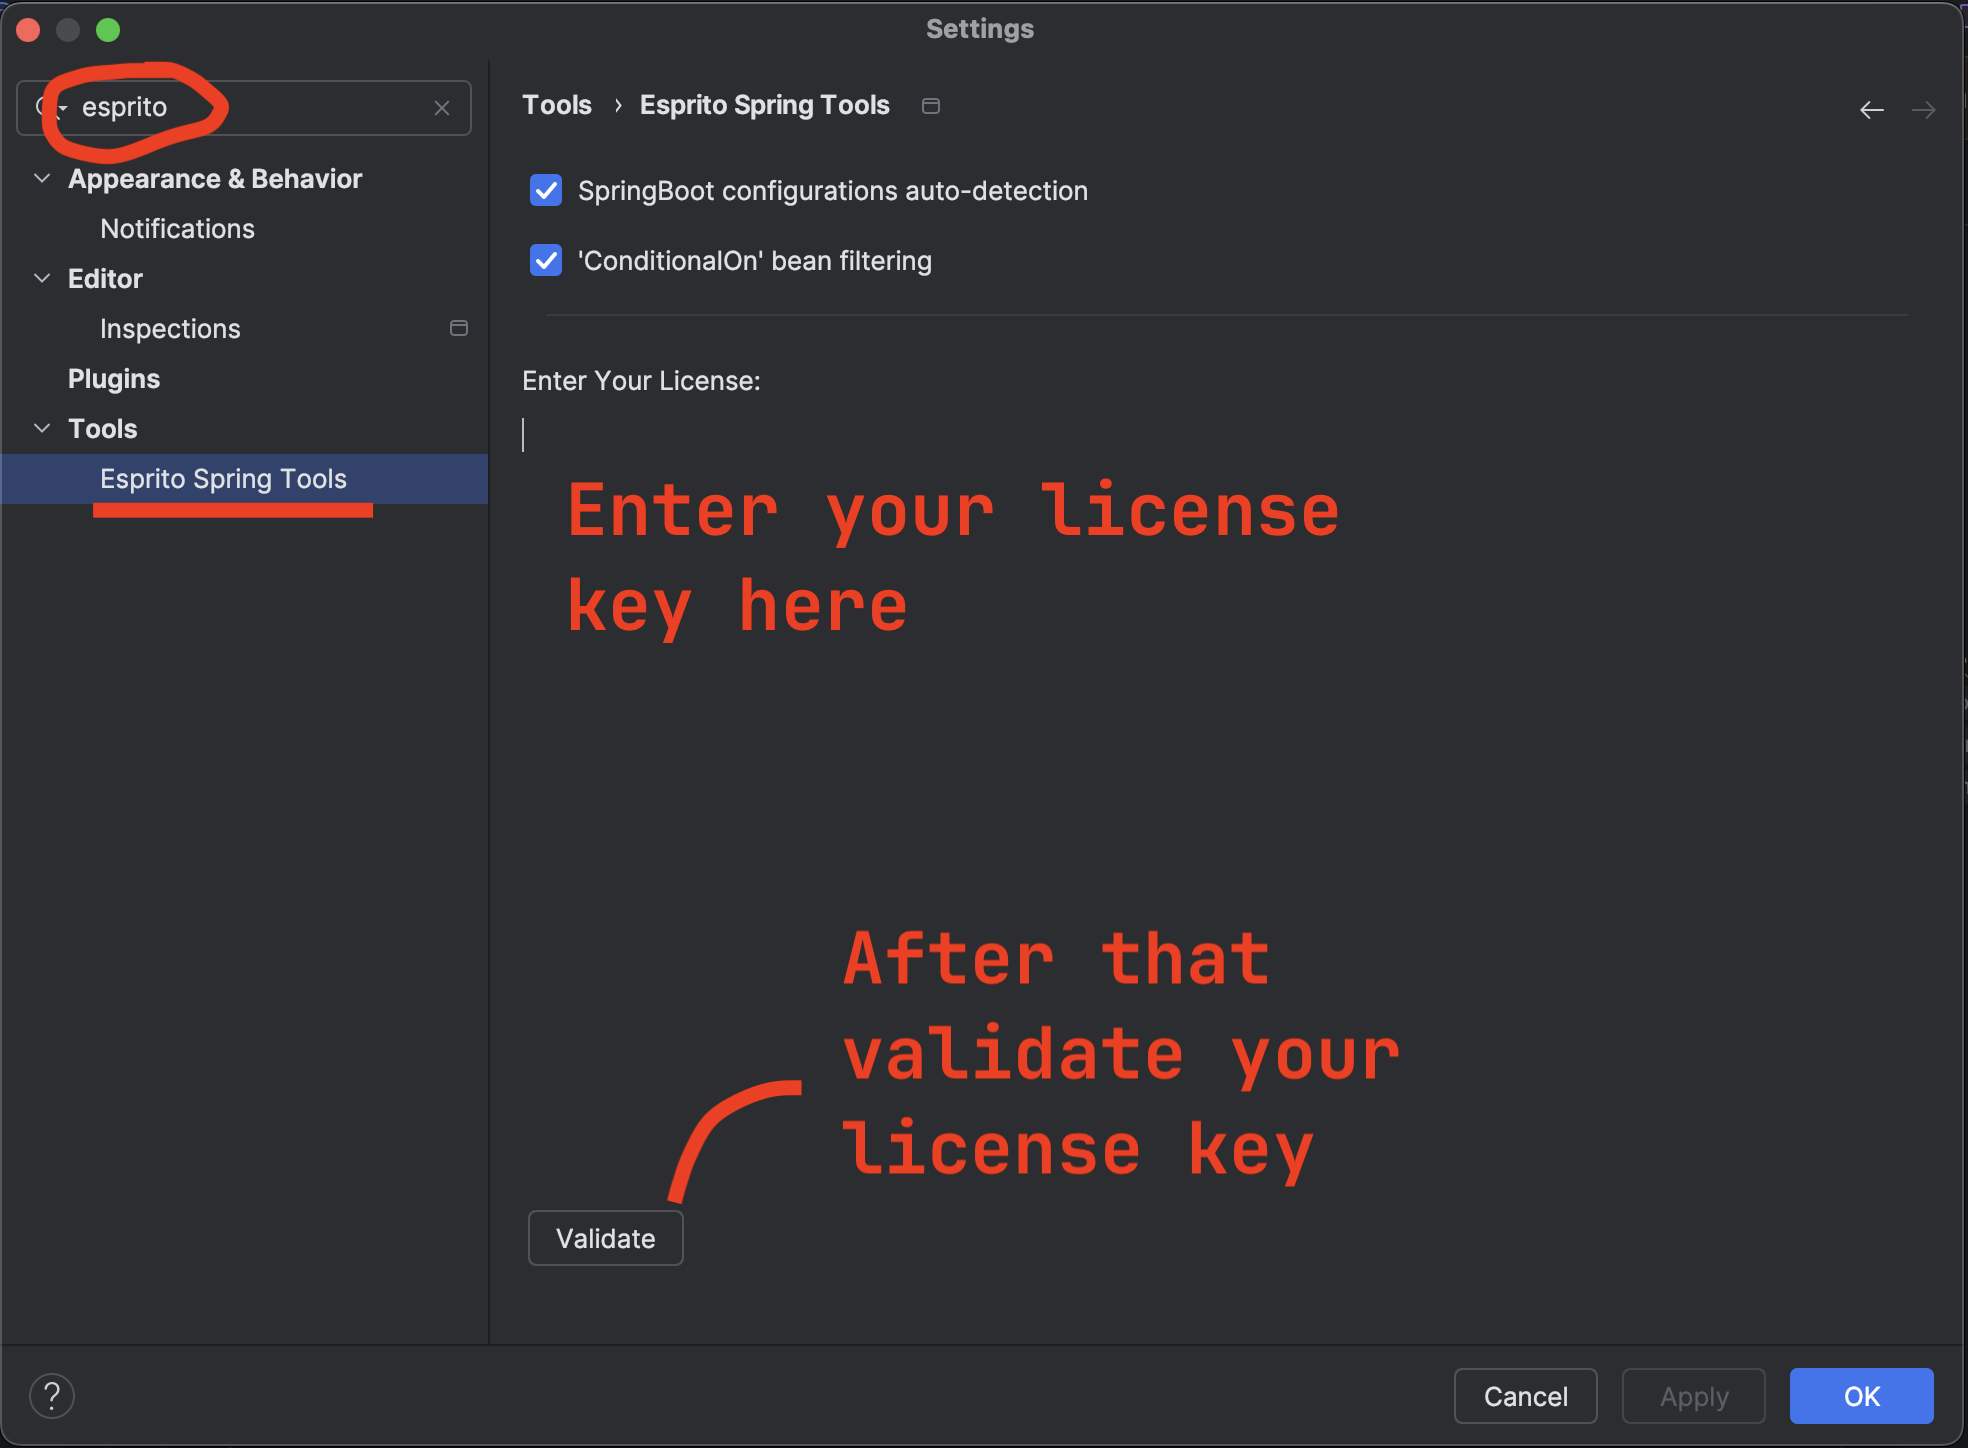 Settings
esprito
Appearance & Behavior
Notifications
Editor
Inspections
Plugins
Tools
Esprito Spring Tools
Tools › Esprito Spring Tools
SpringBoot configurations auto-detection
'ConditionalOn' bean filtering
Enter Your License:
Enter your license
key here
After that
validate your
license key
Validate
?
Cancel
Apply
OK